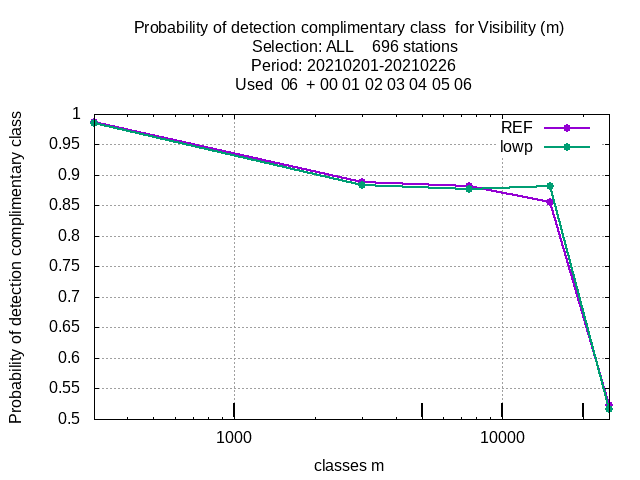 Probability of detection complimentary class  for Visibility (m)
Selection: ALL    696 stations
Period: 20210201-20210226
Used  06  + 00 01 02 03 04 05 06
Probability of detection complimentary class
1
0.95
0.9
0.85
0.8
0.75
0.7
0.65
0.6
0.55
0.5
REF
lowp
1000
10000
classes m